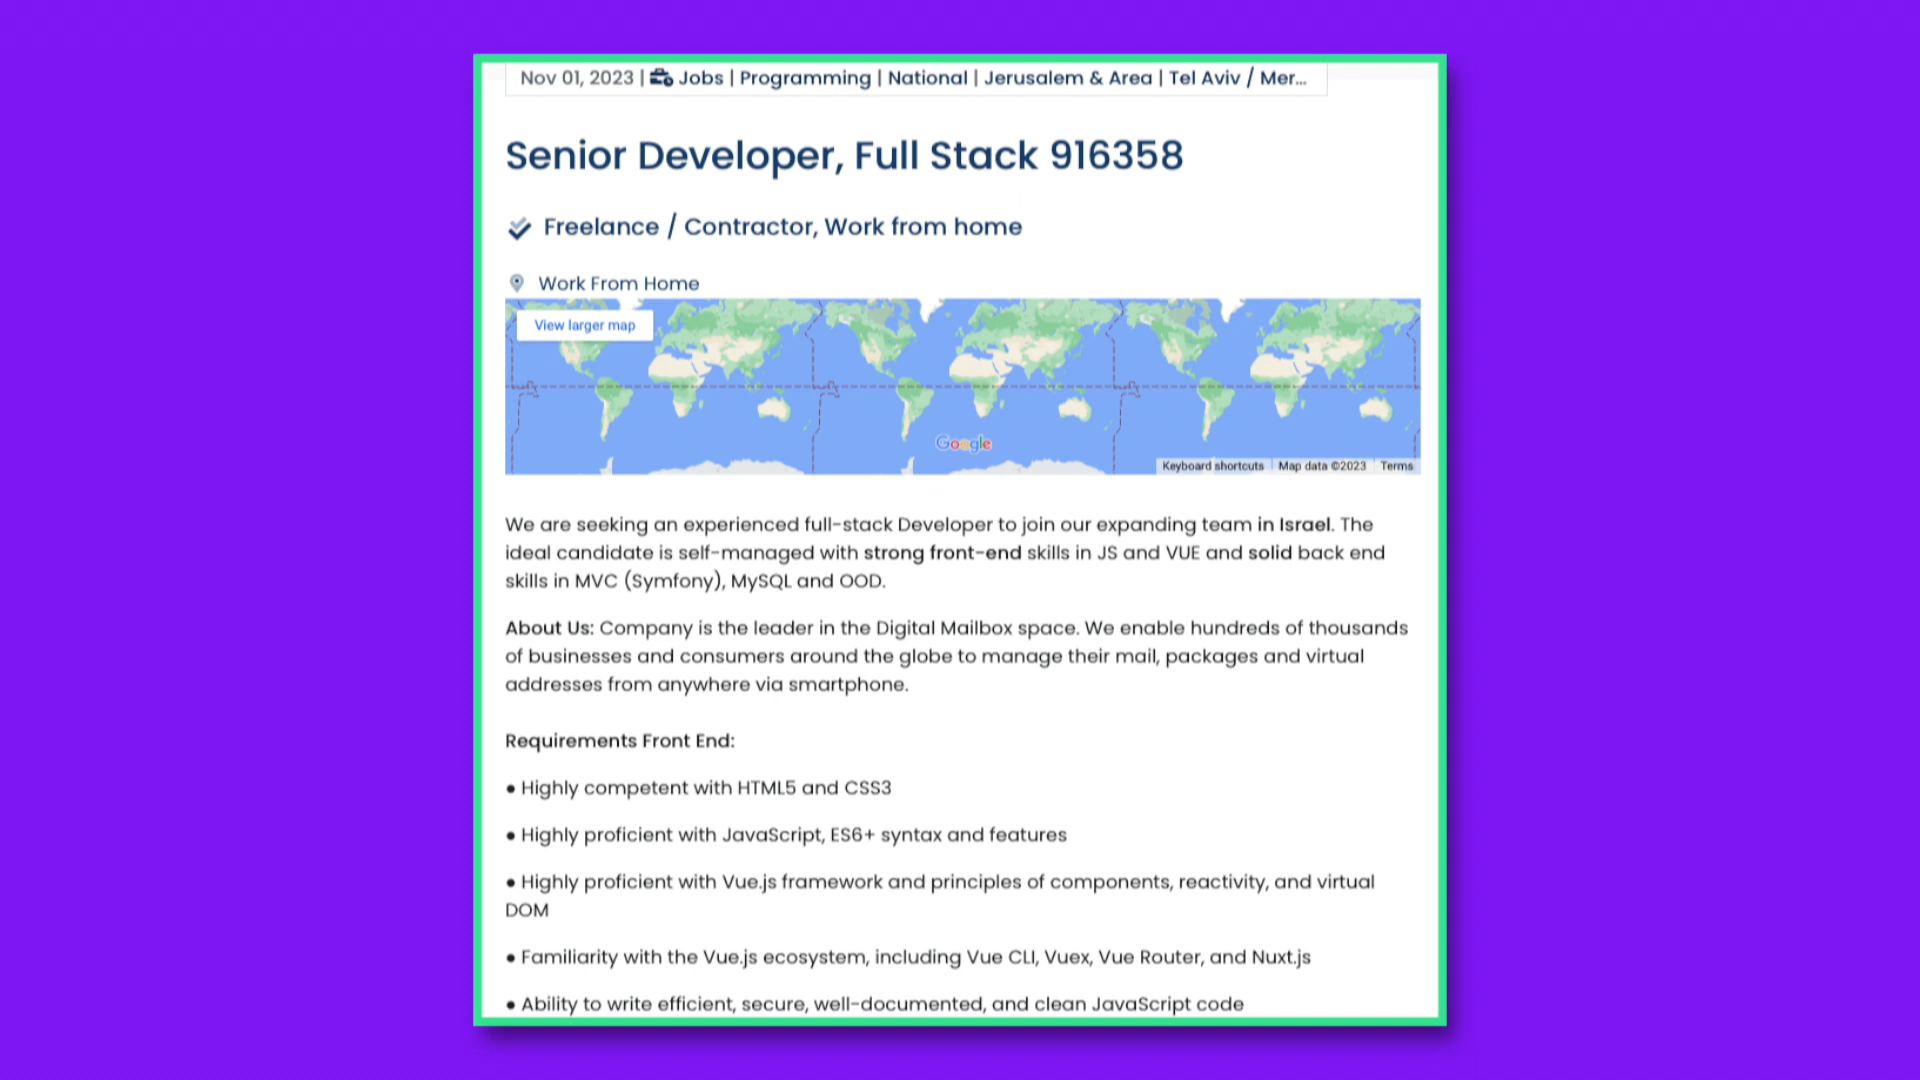 Nov 01, 2023 | Jobs | Programming | National | Jerusalem & Area | Tel Aviv / Mer...
Senior Developer, Full Stack 916358
Freelance / Contractor, Work from home
Work From Home
View larger map
Google
Keyboard shortcuts Map data ©2023 Terms
We are seeking an experienced full-stack Developer to join our expanding team in Israel. The
ideal candidate is self-managed with strong front-end skills in JS and VUE and solid back end
skills in MVC (Symfony), MySQL and OOD.
About Us: Company is the leader in the Digital Mailbox space. We enable hundreds of thousands
of businesses and consumers around the globe to manage their mail, packages and virtual
addresses from anywhere via smartphone.
Requirements Front End:
● Highly competent with HTML5 and CSS3
● Highly proficient with JavaScript, ES6+ syntax and features
● Highly proficient with Vue.js framework and principles of components, reactivity, and virtual
DOM
● Familiarity with the Vue.js ecosystem, including Vue CLI, Vuex, Vue Router, and Nuxt.js
● Ability to write efficient, secure, well-documented, and clean JavaScript code